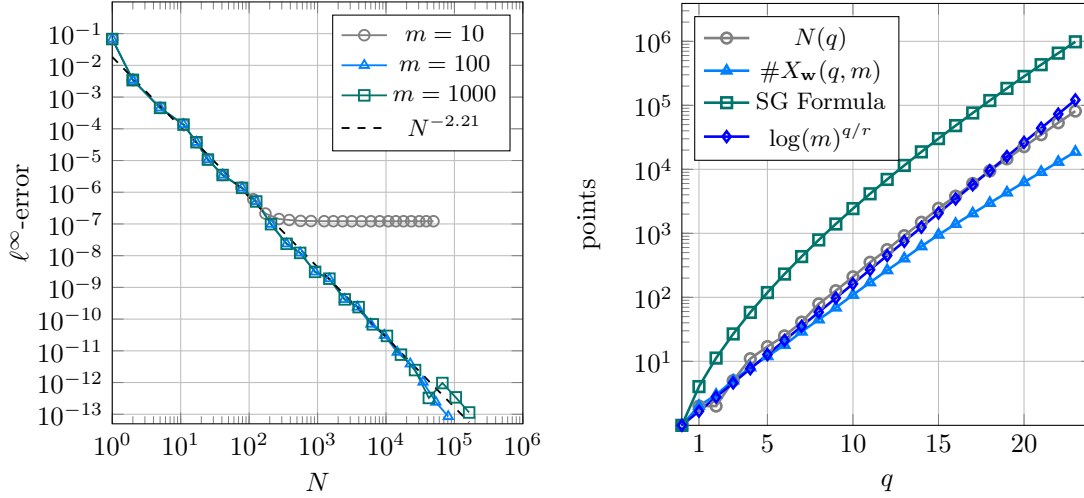 10^{-1}
10^{-2}
10^{-3}
10^{-4}
10^{-5}
10^{-6}
10^{-7}
10^{-8}
10^{-9}
10^{-10}
10^{-11}
10^{-12}
10^{-13}
ℓ^∞-error
m = 10
m = 100
m = 1000
N^{-2.21}
10^0 10^1 10^2 10^3 10^4 10^5 10^6
N
10^6
10^5
10^4
10^3
10^2
10^1
points
N(q)
#X_w(q, m)
SG Formula
log(m)^{q/r}
1 5 10 15 20
q